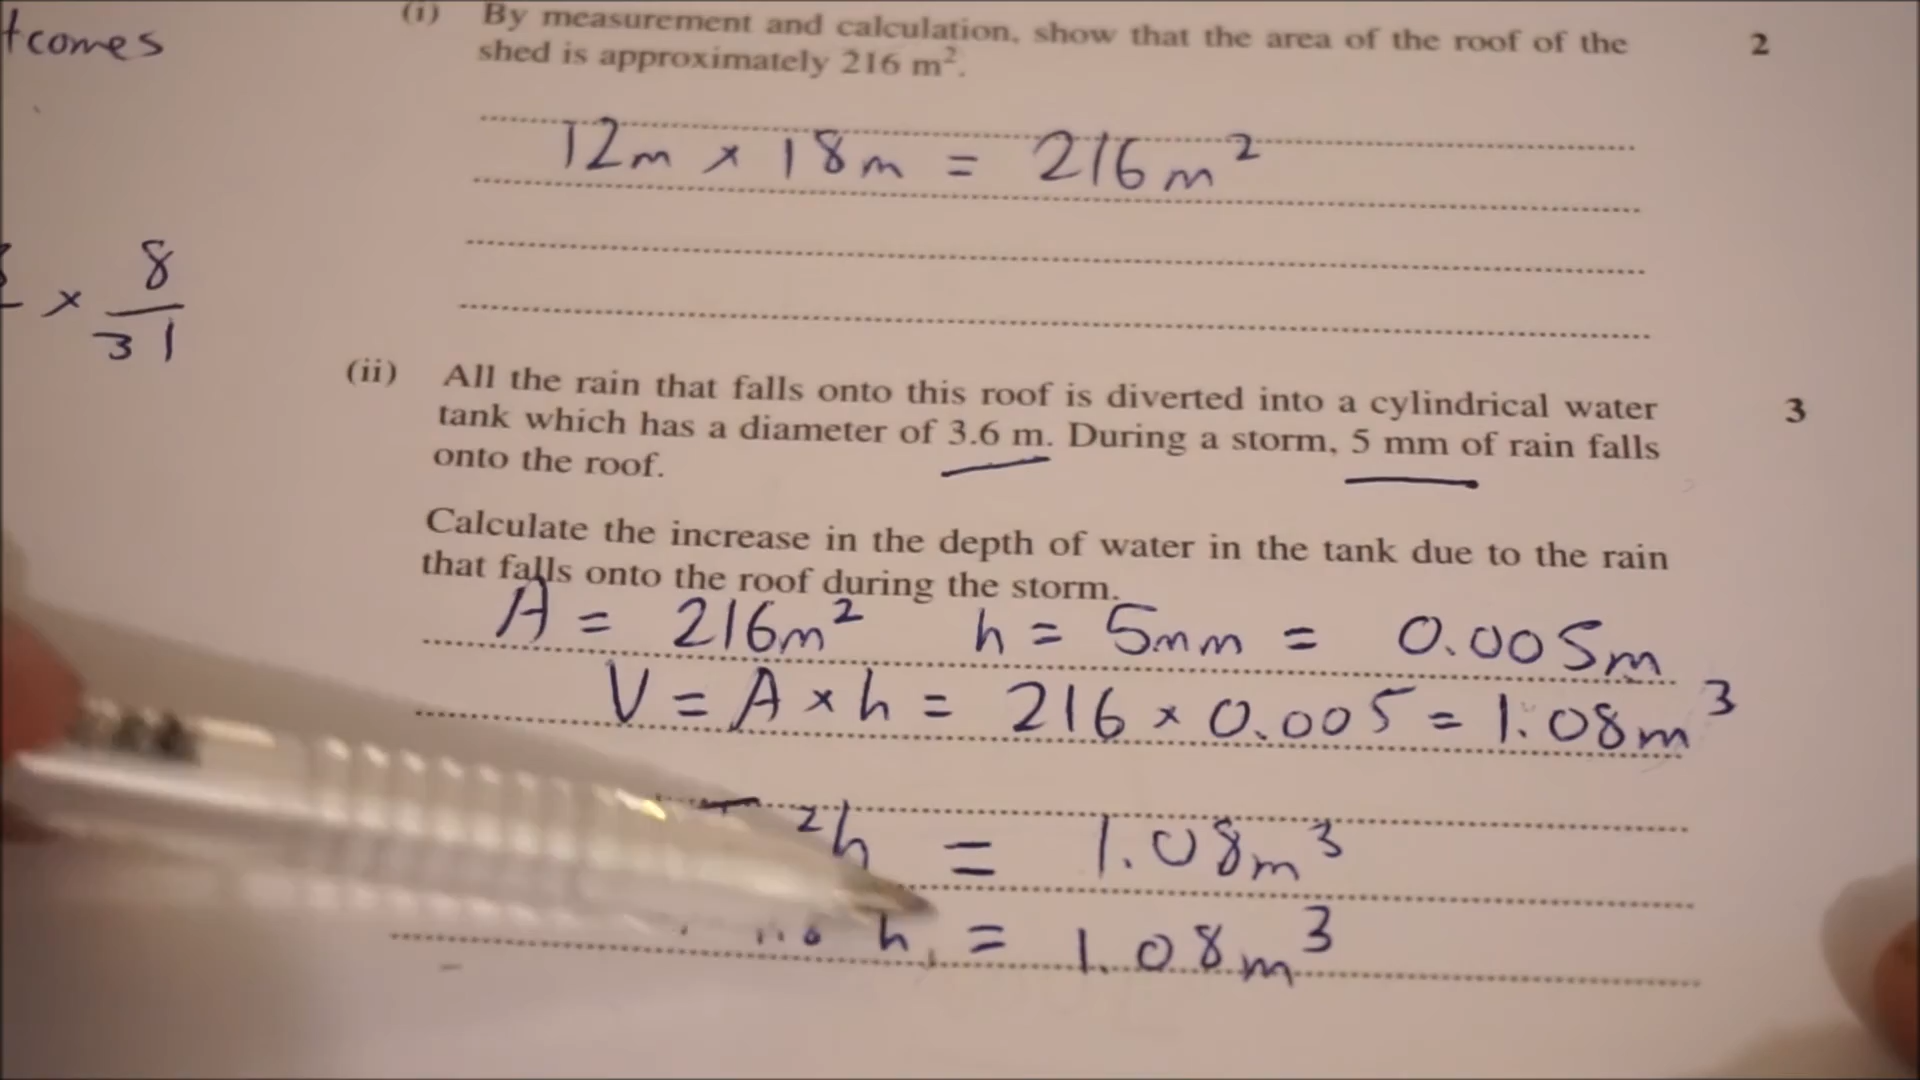 tcomes
(i) By measurement and calculation, show that the area of the roof of the 2
shed is approximately 216 m².
12m × 18m = 216m²
× 8/31
(ii) All the rain that falls onto this roof is diverted into a cylindrical water 3
tank which has a diameter of 3.6 m. During a storm, 5 mm of rain falls
onto the roof.
Calculate the increase in the depth of water in the tank due to the rain
that falls onto the roof during the storm.
A = 216m² h = 5mm = 0.005m
V = A × h = 216 × 0.005 = 1.08m³
²h = 1.08m³
h = 1.08m³